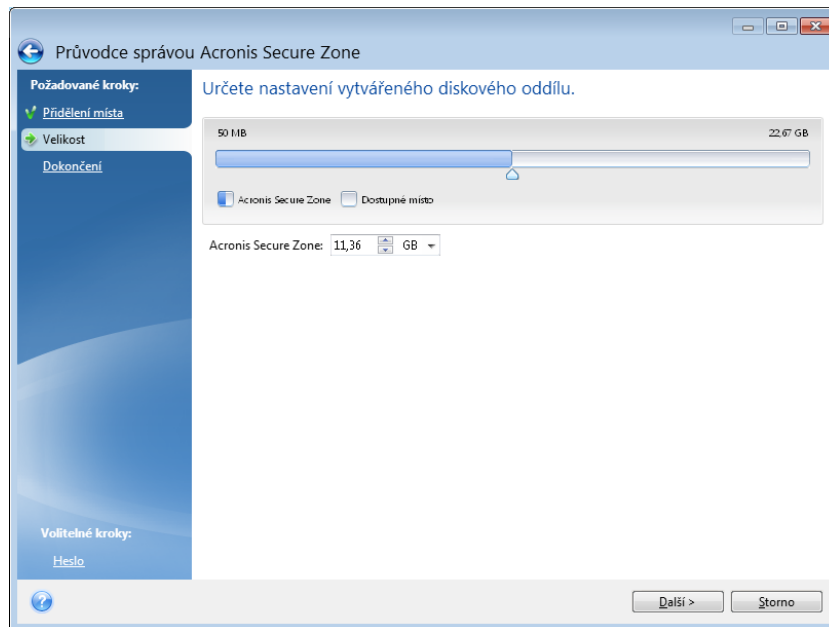 Průvodce správou Acronis Secure Zone
Požadované kroky:
Přidělení místa
Velikost
Dokončení
Určete nastavení vytvářeného diskového oddílu.
50 MB 22,67 GB
Acronis Secure Zone Dostupné místo
Acronis Secure Zone: 11,36 GB
Volitelné kroky:
Heslo
? Další > Storno